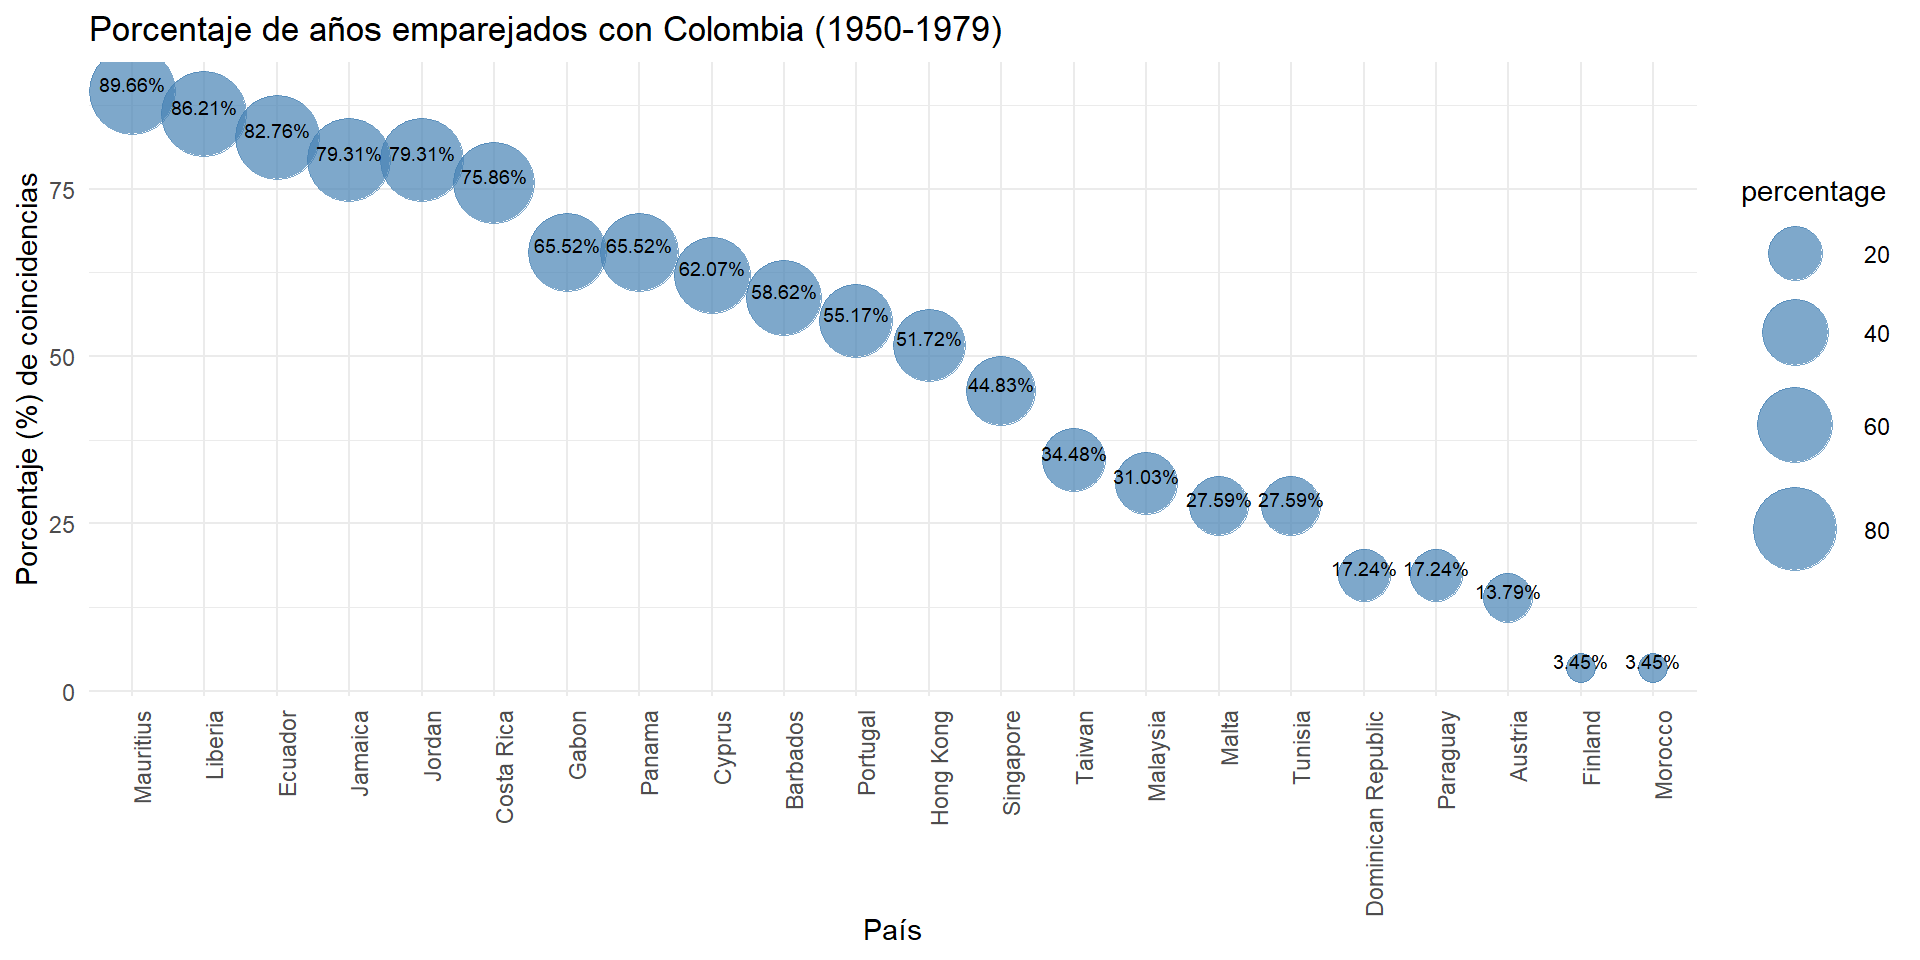 Porcentaje de años emparejados con Colombia (1950-1979)
Porcentaje (%) de coincidencias
75
50
25
0
89.66%
86.21%
82.76%
79.31%
79.31%
75.86%
65.52%
65.52%
62.07%
58.62%
55.17%
51.72%
44.83%
34.48%
31.03%
27.59%
27.59%
17.24%
17.24%
13.79%
3.45%
3.45%
Mauritius
Liberia
Ecuador
Jamaica
Jordan
Costa Rica
Gabon
Panama
Cyprus
Barbados
Portugal
Hong Kong
Singapore
Taiwan
Malaysia
Malta
Tunisia
Dominican Republic
Paraguay
Austria
Finland
Morocco
País
percentage
20
40
60
80